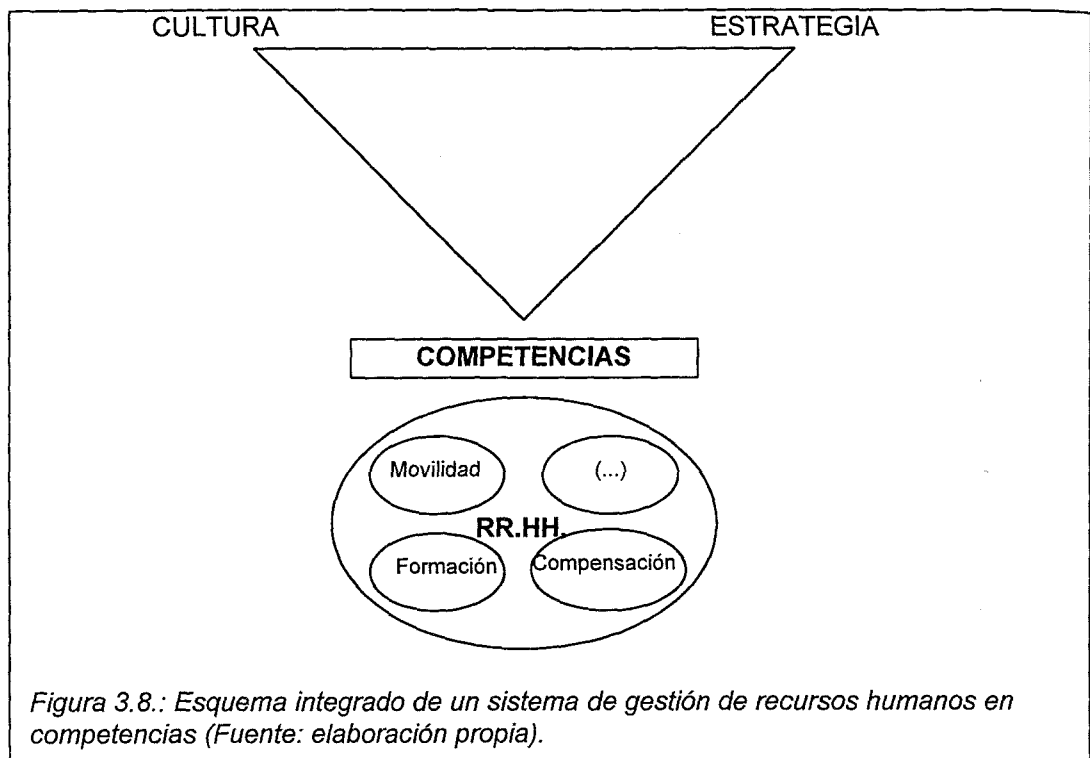 CULTURA ESTRATEGIA
COMPETENCIAS
Movilidad (...)
RR.HH.
Formación Compensación
Figura 3.8.: Esquema integrado de un sistema de gestión de recursos humanos en
competencias (Fuente: elaboración propia).